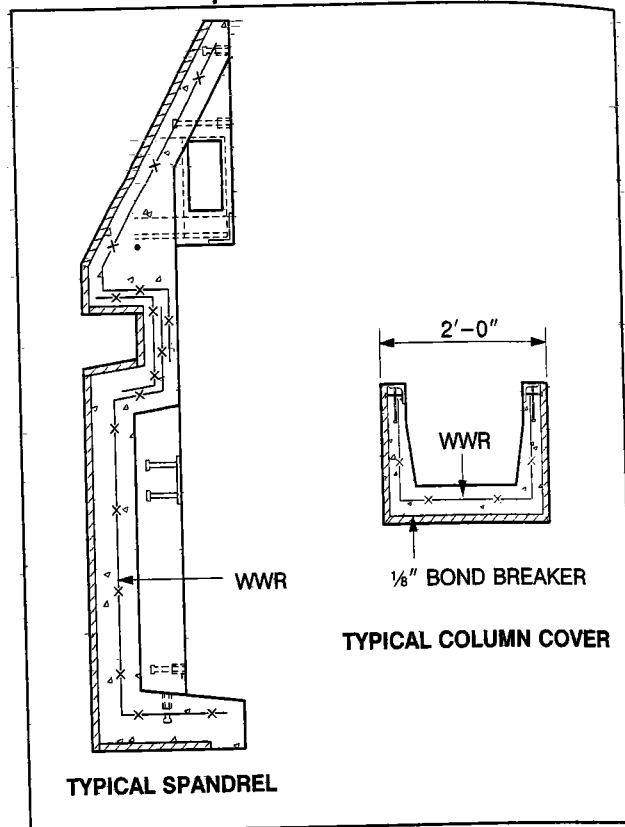 2'-0"
WWR
⅛" BOND BREAKER
TYPICAL COLUMN COVER
WWR
TYPICAL SPANDREL